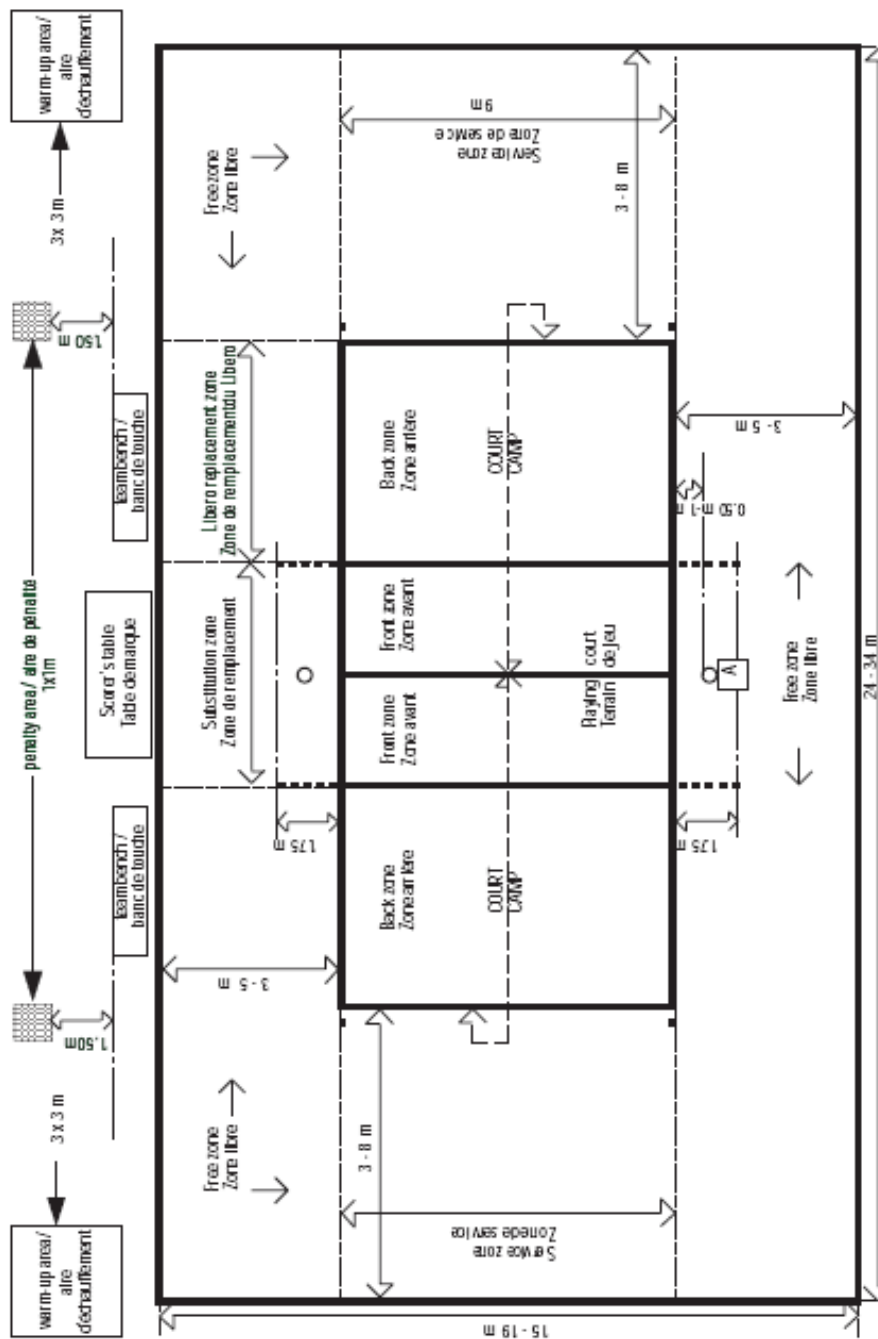 warm-up area/
aire
d'échauffement
3 x 3 m
penalty area/ aire de pénalité
1x1m
3 x 3 m
warm-up area/
aire
d'échauffement
1.50m
1.50 m
Teambench /
banc de touche
Scorer's table
Table de marque
Teambench /
banc de touche
Free zone
Zone libre
3 - 5 m
Substitution zone
Zone de remplacement
Libero replacement zone
Zone de remplacement du Libero
Free zone
Zone libre
1.75 m
3 - 8 m
Back zone
Zone arrière
Front zone
Zone avant
Front zone
Zone avant
Back zone
Zone arrière
9 m
Service zone
Zone de service
Service zone
Zone de service
COURT
CAMP
COURT
CAMP
15 - 19 m
Playing court
Terrain de jeu
3 - 8 m
1.75 m
A
0.50 m-1 m
3 - 5 m
Free zone
Zone libre
24 - 34 m